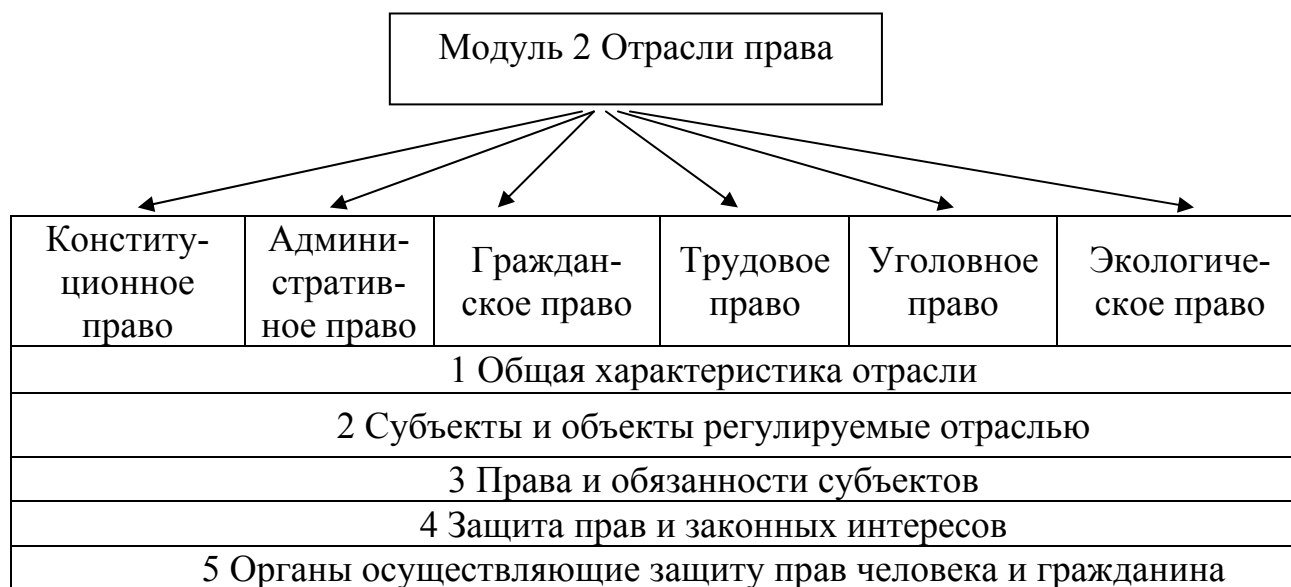 Модуль 2 Отрасли права
Конститу-
ционное
право
Админи-
стратив-
ное право
Граждан-
ское право
Трудовое
право
Уголовное
право
Экологиче-
ское право
1 Общая характеристика отрасли
2 Субъекты и объекты регулируемые отраслью
3 Права и обязанности субъектов
4 Защита прав и законных интересов
5 Органы осуществляющие защиту прав человека и гражданина